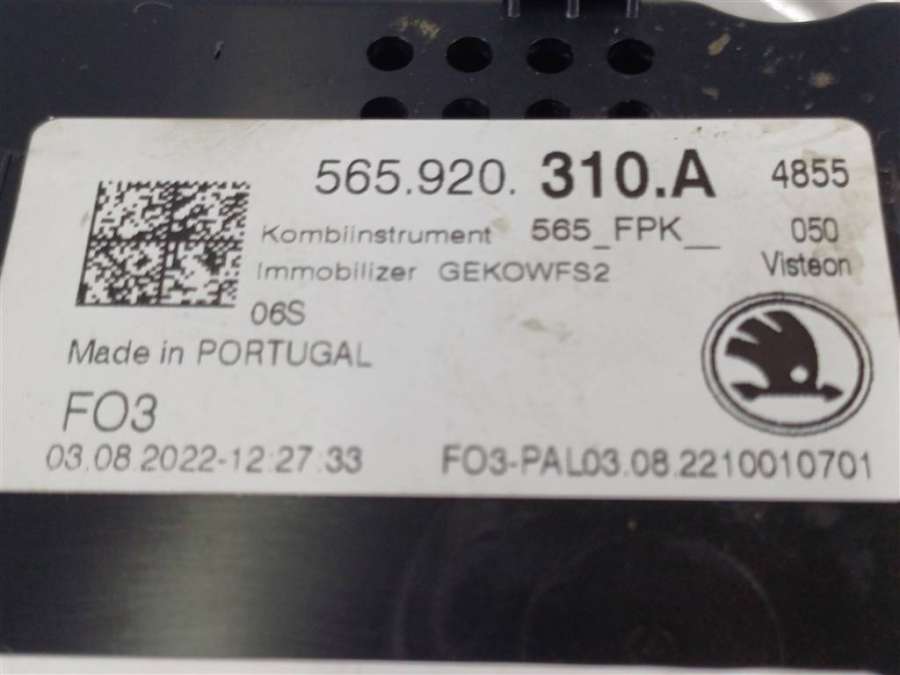 565.920. 310.A 4855
Kombiinstrument 565_FPK__ 050
Immobilizer GEKOWFS2 Visteon
06S
Made in PORTUGAL
FO3
03.08.2022-12:27:33 FO3-PAL03.08.2210010701